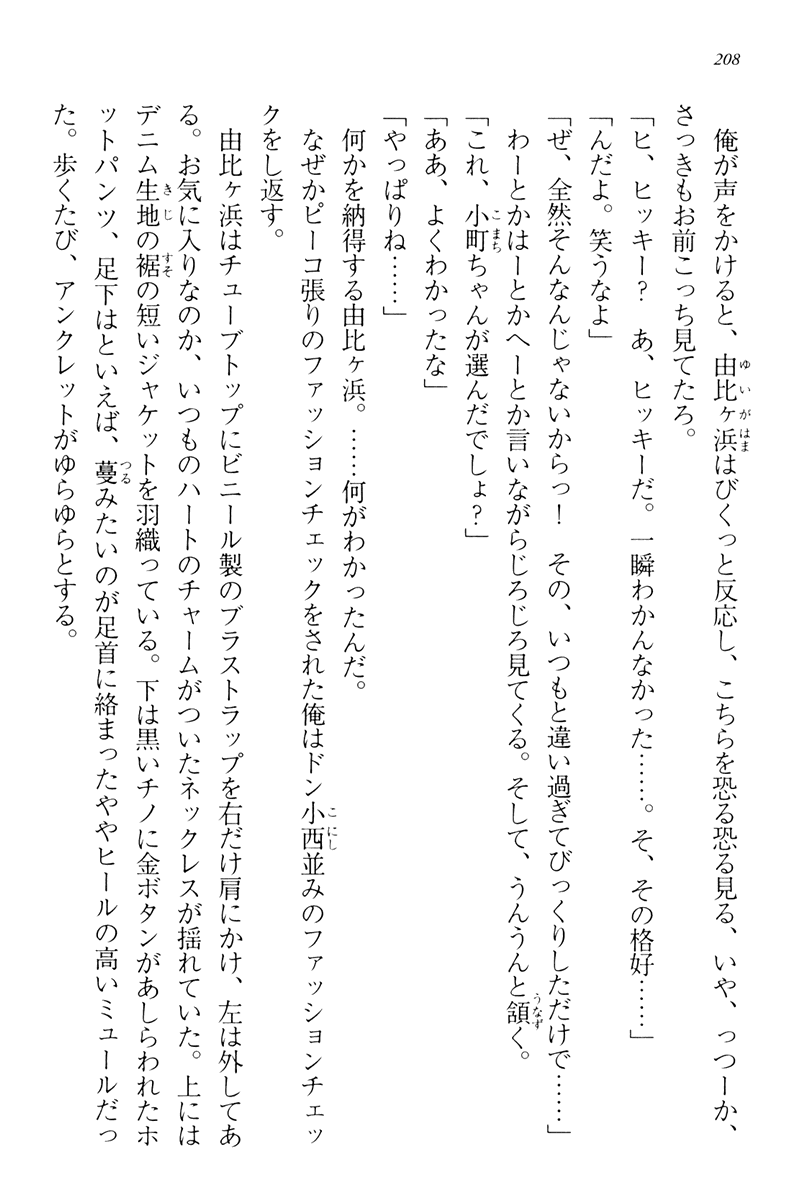 208
俺が声をかけると、由比ヶ浜はびくっと反応し、こちらを恐る恐る見る、いや、っつーか、
さっきもお前こっち見てたろ。
「ヒ、ヒッキー？　あ、ヒッキーだ。一瞬わかんなかった……。そ、その格好……」
「んだよ。笑うなよ」
「ぜ、全然そんなんじゃないからっ！　その、いつもと違い過ぎてびっくりしただけで……」
わーとかはーとかへーとか言いながらじろじろ見てくる。そして、うんうんと頷く。
「これ、小町ちゃんが選んだでしょ？」
「ああ、よくわかったな」
「やっぱりね……」
何かを納得する由比ヶ浜。……何がわかったんだ。
なぜかピーコ張りのファッションチェックをされた俺はドン小西並みのファッションチェッ
クをし返す。
由比ヶ浜はチューブトップにビニール製のブラストラップを右だけ肩にかけ、左は外してあ
る。お気に入りなのか、いつものハートのチャームがついたネックレスが揺れていた。上には
デニム生地の裾の短いジャケットを羽織っている。下は黒いチノに金ボタンがあしらわれたホ
ットパンツ、足下はといえば、蔓みたいのが足首に絡まったややヒールの高いミュールだっ
た。歩くたび、アンクレットがゆらゆらとする。